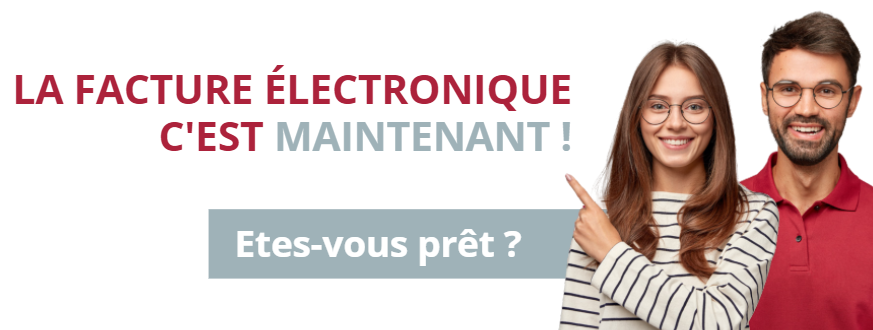 LA FACTURE ÉLECTRONIQUE
C'EST MAINTENANT !
Etes-vous prêt ?